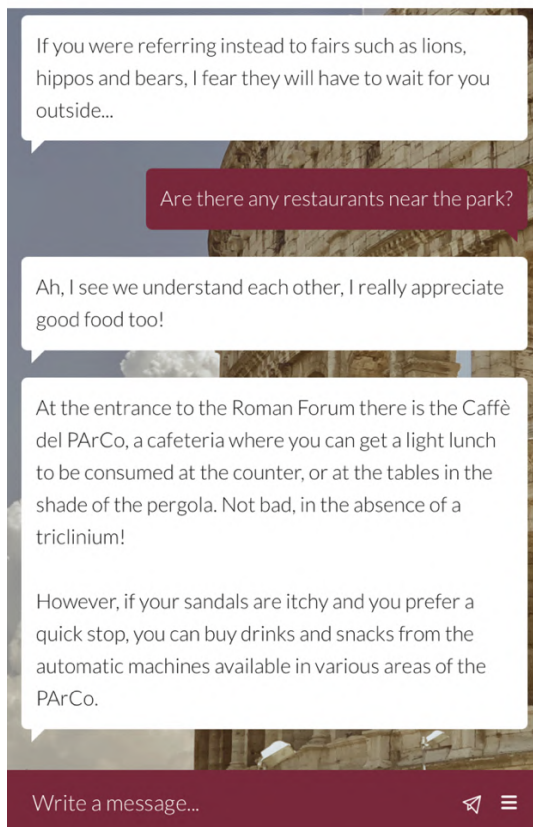 If you were referring instead to fairs such as lions,
hippos and bears, I fear they will have to wait for you
outside...
Are there any restaurants near the park?
Ah, I see we understand each other, I really appreciate
good food too!
At the entrance to the Roman Forum there is the Caffè
del PArCo, a cafeteria where you can get a light lunch
to be consumed at the counter, or at the tables in the
shade of the pergola. Not bad, in the absence of a
triclinium!
However, if your sandals are itchy and you prefer a
quick stop, you can buy drinks and snacks from the
automatic machines available in various areas of the
PArCo.
Write a message...